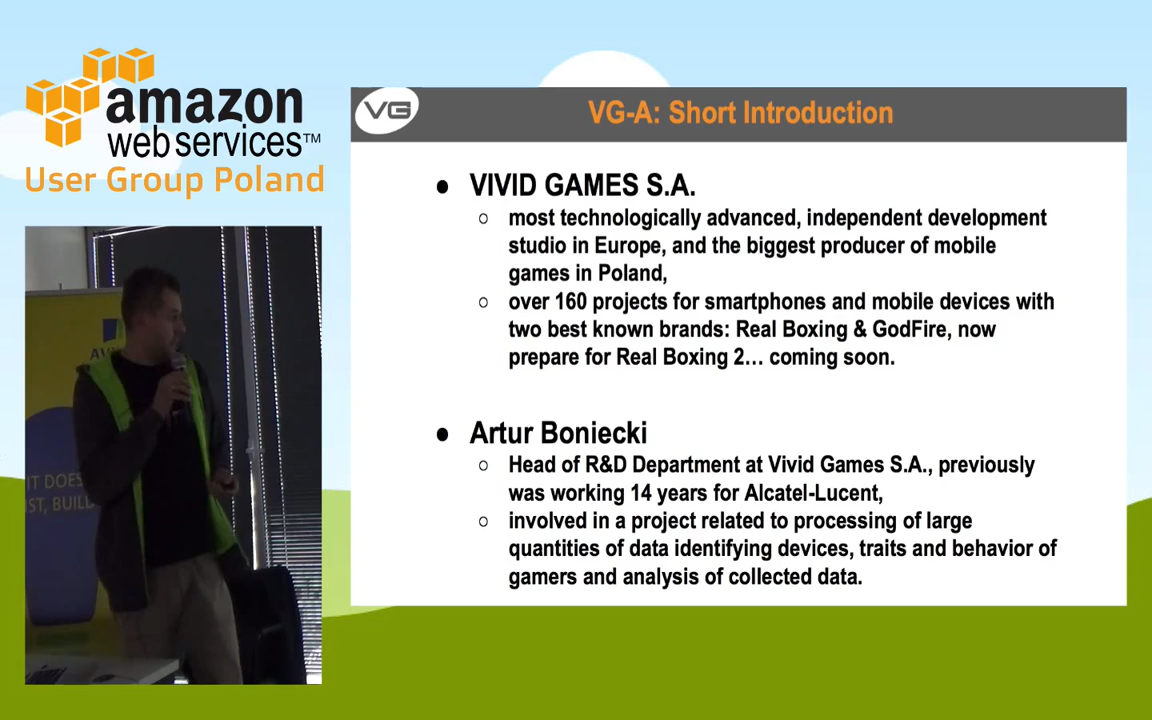 amazon
web services™
User Group Poland
VG
VG-A: Short Introduction
● VIVID GAMES S.A.
○ most technologically advanced, independent development
studio in Europe, and the biggest producer of mobile
games in Poland,
○ over 160 projects for smartphones and mobile devices with
two best known brands: Real Boxing & GodFire, now
prepare for Real Boxing 2… coming soon.
● Artur Boniecki
○ Head of R&D Department at Vivid Games S.A., previously
was working 14 years for Alcatel-Lucent,
○ involved in a project related to processing of large
quantities of data identifying devices, traits and behavior of
gamers and analysis of collected data.
IT DOES
BUILD